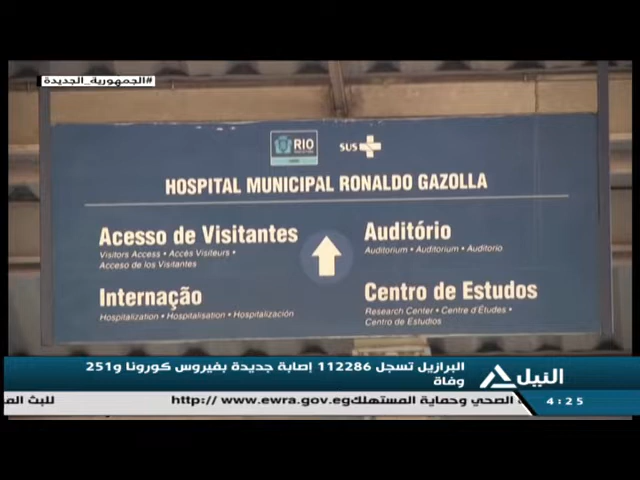 #الجمهورية_الجديدة
RIO
SUS
HOSPITAL MUNICIPAL RONALDO GAZOLLA
Acesso de Visitantes
Visitors Access • Accès Visiteurs •
Acceso de los Visitantes
Auditório
Auditorium • Auditorium • Auditorio
Internação
Hospitalization • Hospitalisation • Hospitalización
Centro de Estudos
Research Center • Centre d'Études •
Centro de Estudios
البرازيل تسجل 112286 إصابة جديدة بفيروس كورونا و251
وفاة
النيل
الصحي وحماية المستهلك http:// www.ewra.gov.eg للبث
4:25